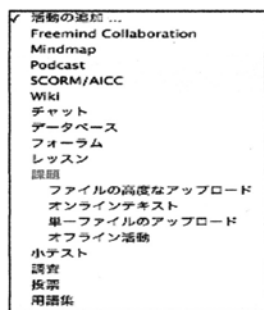 ✓ 活動の追加 ...
Freemind Collaboration
Mindmap
Podcast
SCORM/AICC
Wiki
チャット
データベース
フォーラム
レッスン
課題
ファイルの高度なアップロード
オンラインテキスト
単一ファイルのアップロード
オフライン活動
小テスト
調査
投票
用語集